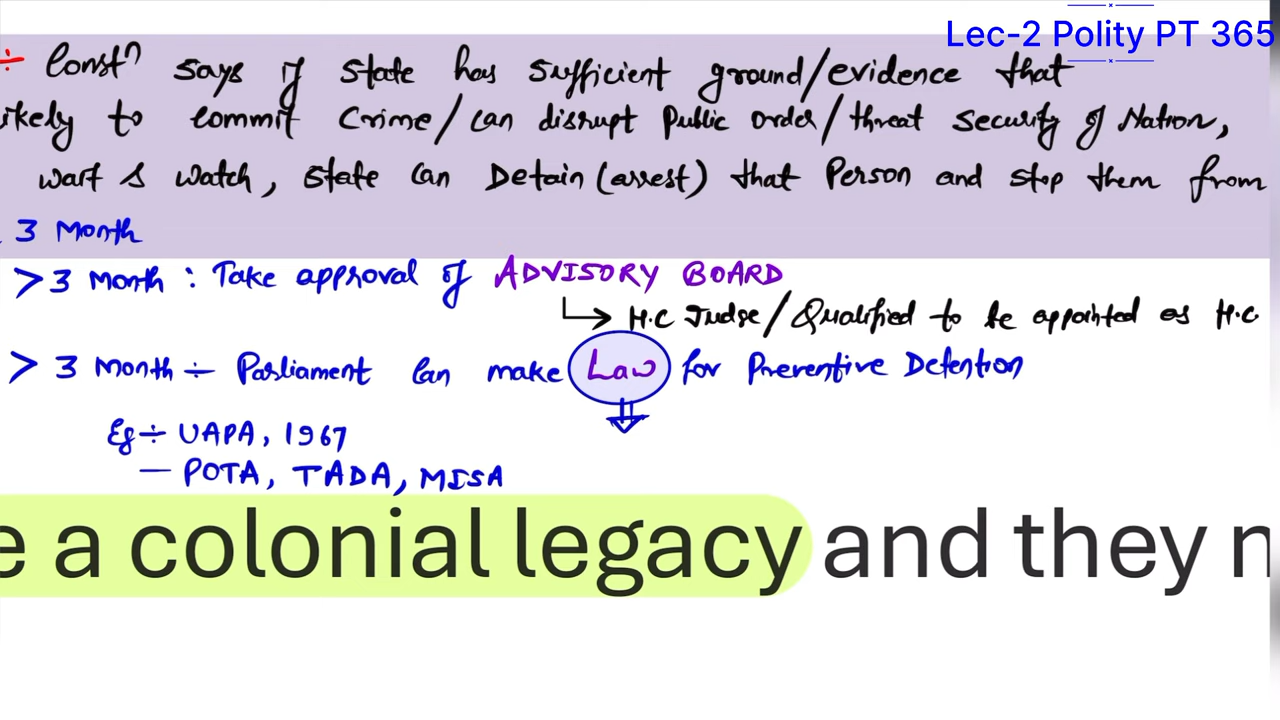 Lec-2 Polity PT 365
÷ Constn says if State has sufficient ground/evidence that
ikely to commit Crime/can disrupt Public order/threat security of Nation,
wait & watch, State can Detain (arrest) that Person and stop them from
3 Month
> 3 Month : Take approval of ADVISORY BOARD
↳ H.C Judge/Qualified to be appointed as H.C
> 3 Month ÷ Parliament can make Law for Preventive Detention
Eg ÷ UAPA, 1967
— POTA, TADA, MISA
e a colonial legacy and they n